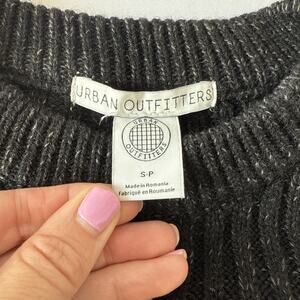 URBAN OUTFITTERS
URBAN
OUTFITTERS
S-P
Made in Romania
Fabriqué en Roumanie